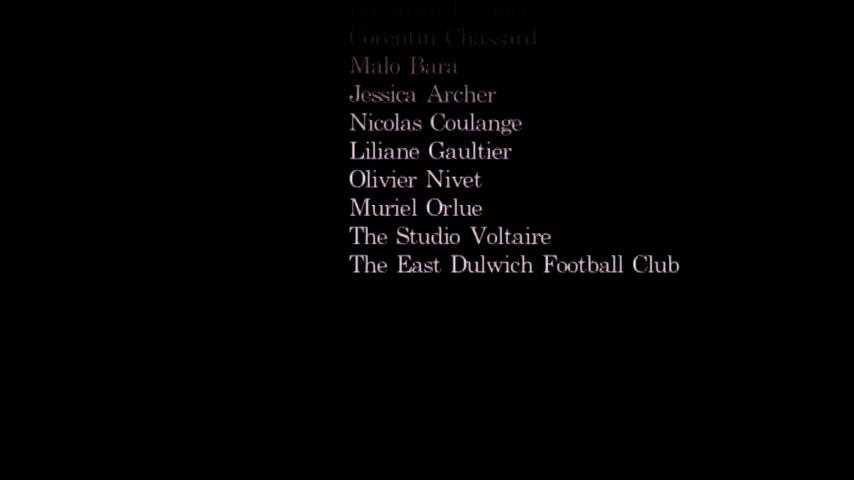 Corentin Chassard
Malo Bara
Jessica Archer
Nicolas Coulange
Liliane Gaultier
Olivier Nivet
Muriel Orlue
The Studio Voltaire
The East Dulwich Football Club